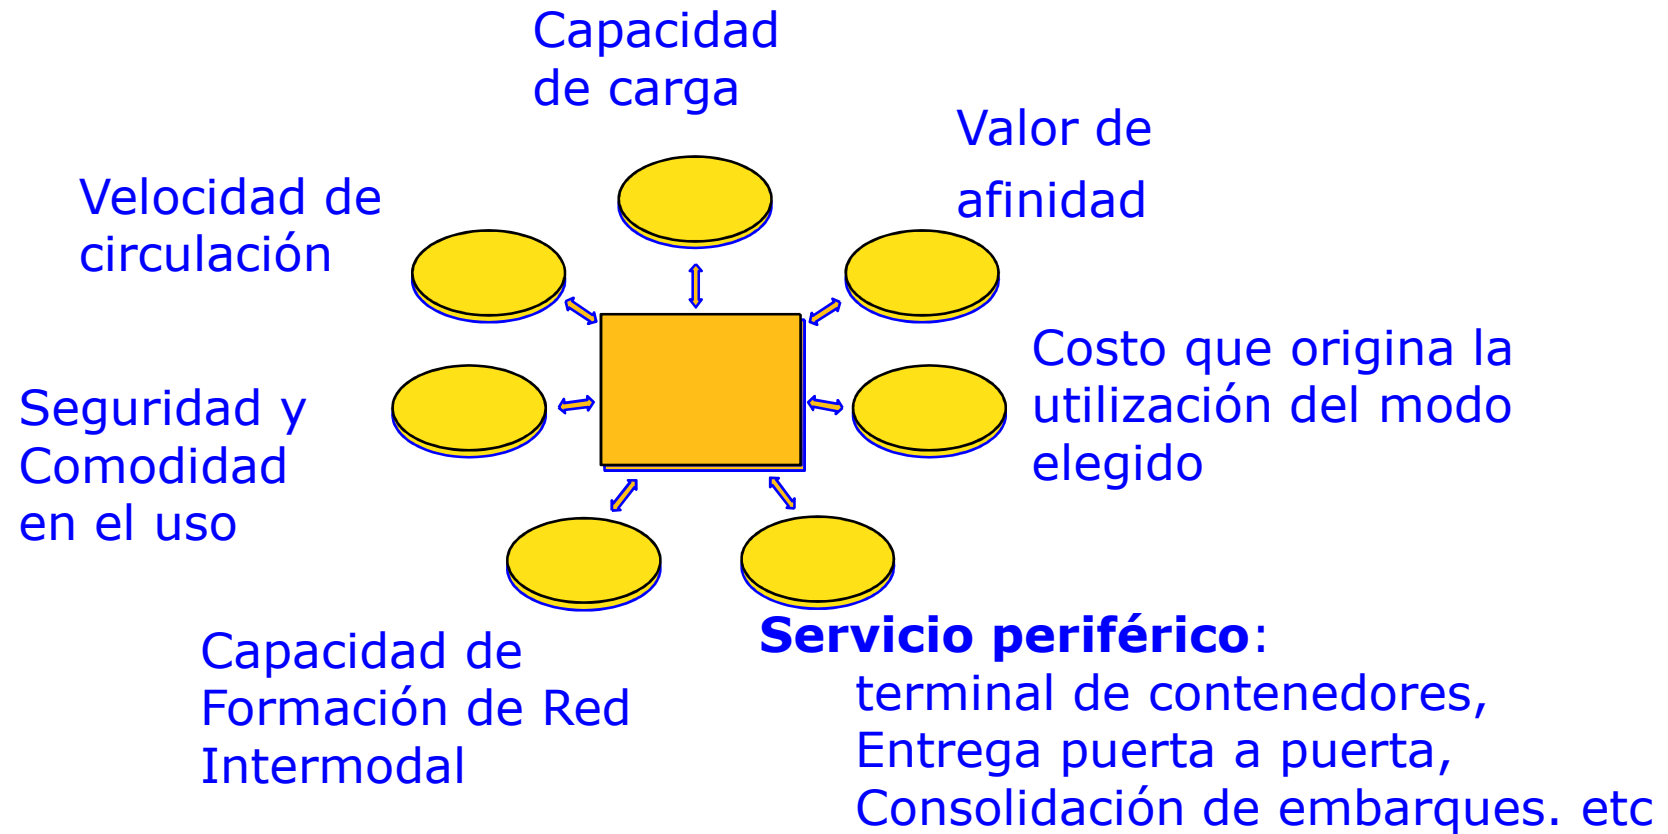 Capacidad
de carga
Valor de
afinidad
Velocidad de
circulación
Costo que origina la
utilización del modo
elegido
Seguridad y
Comodidad
en el uso
Capacidad de
Formación de Red
Intermodal
Servicio periférico:
terminal de contenedores,
Entrega puerta a puerta,
Consolidación de embarques. etc